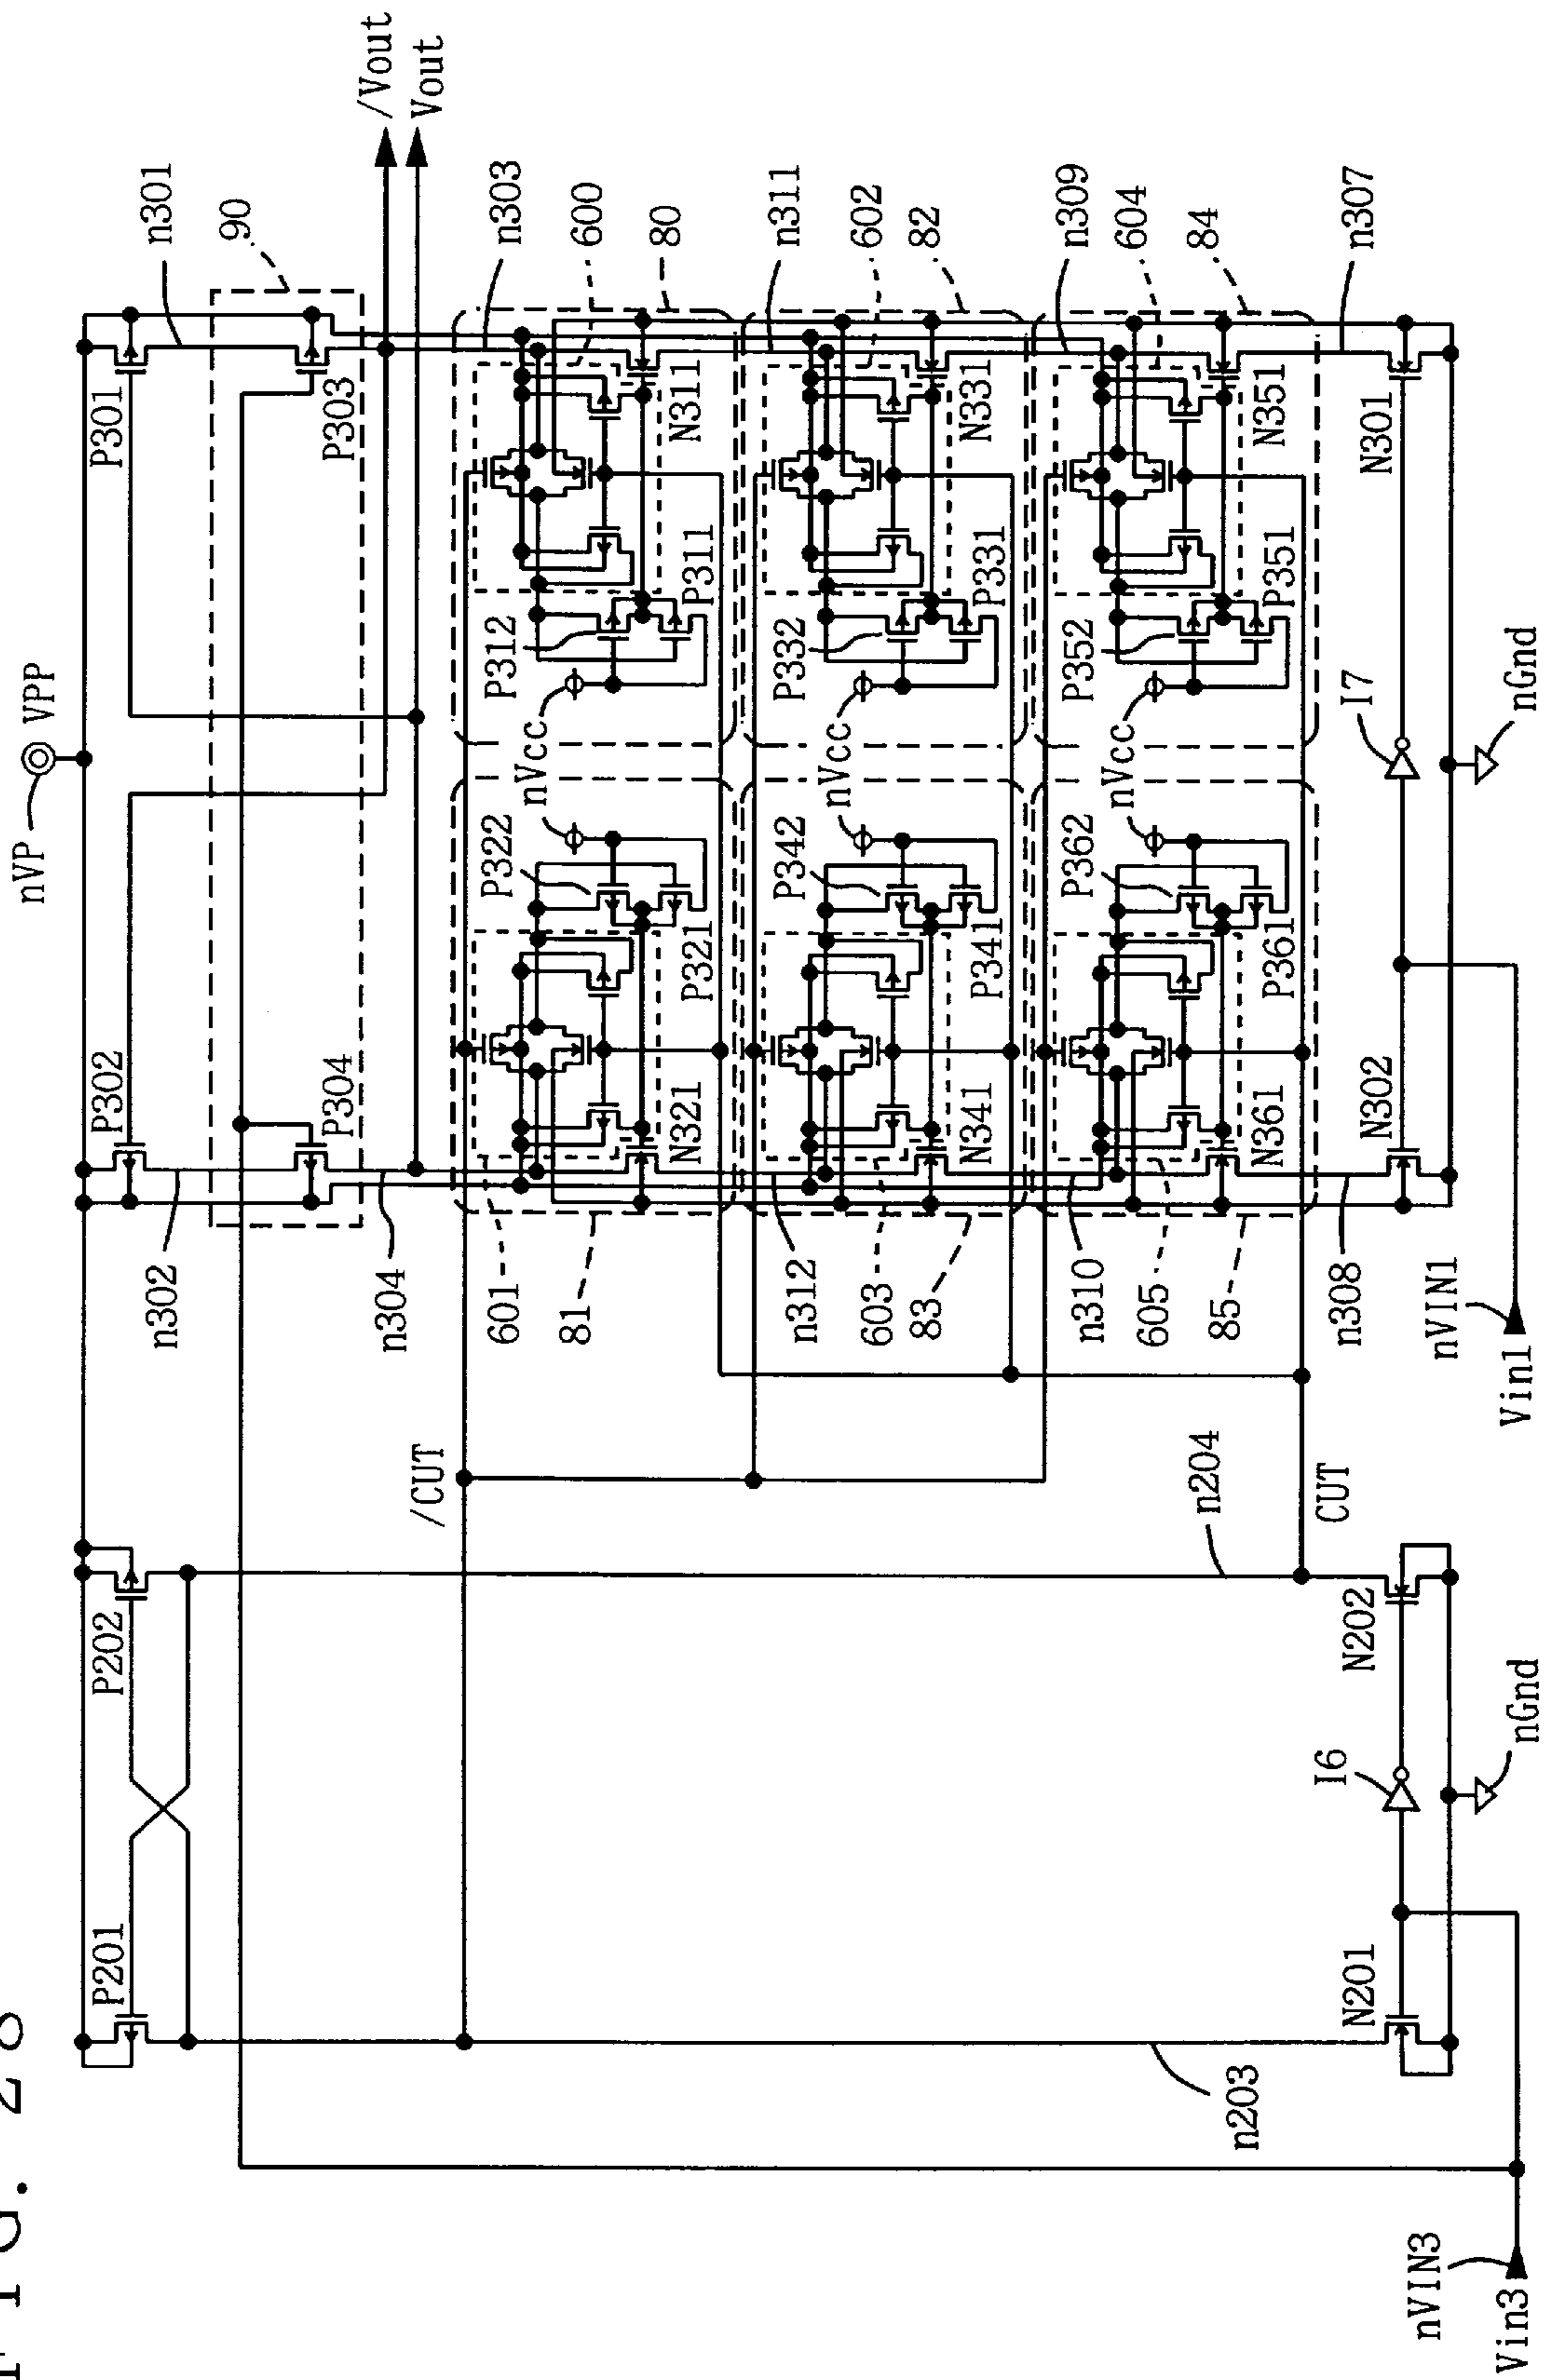 FIG. 28
nVP
VPP
P201
P202
P302
P301
n301
90
n302
P304
P303
/Vout
Vout
n304
/CUT
n303
600
80
601
81
N321
P321
P322
nVcc
P312
P311
N311
n311
602
82
n312
603
83
N341
P341
P342
nVcc
P332
P331
N331
n309
604
84
n310
605
85
N361
P361
P362
nVcc
P352
P351
N351
n307
n308
n204
CUT
n203
N201
I6
N202
nGnd
N302
I7
N301
nGnd
nVIN1
Vin1
nVIN3
Vin3